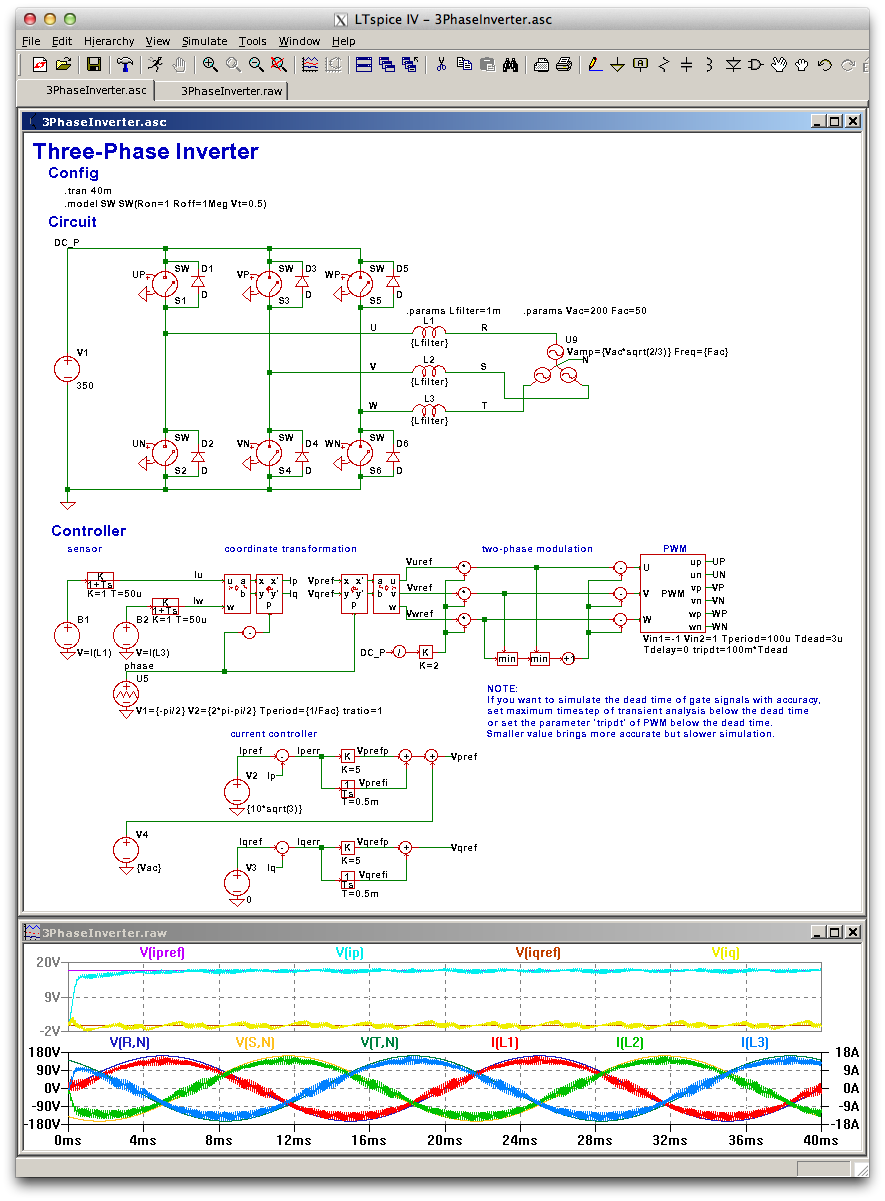 LTspice IV – 3PhaseInverter.asc
File Edit Hierarchy View Simulate Tools Window Help
3PhaseInverter.asc 3PhaseInverter.raw
3PhaseInverter.asc
Three-Phase Inverter
Config
.tran 40m
.model SW SW(Ron=1 Roff=1Meg Vt=0.5)
Circuit
DC_P
UP SW D1 VP SW D3 WP SW D5
S1 D S3 D S5 D
.params Lfilter=1m .params Vac=200 Fac=50
U L1 R
{Lfilter}
U9
Vamp={Vac*sqrt(2/3)} Freq={Fac}
N
V1
350
V L2 S
{Lfilter}
W L3 T
{Lfilter}
UN SW D2 VN SW D4 WN SW D6
S2 D S4 D S6 D
Controller
sensor coordinate transformation two-phase modulation PWM
K
1+Ts
K=1 T=50u
Iu
K
1+Ts
K=1 T=50u
Iw
u a
b
w
x x'
y y'
p
Ip
Iq
Vpref
Vqref
x x'
y y'
p
a u
b v
w
Vuref
Vvref
Vwref
* * *
- - -
U
V PWM
W
up UP
un UN
vp VP
vn VN
wp WP
wn WN
B1
V=I(L1)
B2
V=I(L3)
-
DC_P / K
K=2
min min +1
Vin1=-1 Vin2=1 Tperiod=100u Tdead=3u
Tdelay=0 tripdt=100m*Tdead
phase
U5
V1={-pi/2} V2={2*pi-pi/2} Tperiod={1/Fac} tratio=1
NOTE:
If you want to simulate the dead time of gate signals with accuracy,
set maximum timestep of transient analysis below the dead time
or set the parameter 'tripdt' of PWM below the dead time.
Smaller value brings more accurate but slower simulation.
current controller
Ipref - Iperr K Vprefp + + Vpref
K=5
V2 Ip
1
Ts
Vprefi
T=0.5m
{10*sqrt(3)}
V4
{Vac}
Iqref - Iqerr K Vqrefp + Vqref
K=5
V3 Iq
1
Ts
Vqrefi
T=0.5m
0
3PhaseInverter.raw
V(ipref) V(ip) V(iqref) V(iq)
20V
9V
-2V
V(R,N) V(S,N) V(T,N) I(L1) I(L2) I(L3)
180V 18A
90V 9A
0V 0A
-90V -9A
-180V -18A
0ms 4ms 8ms 12ms 16ms 20ms 24ms 28ms 32ms 36ms 40ms